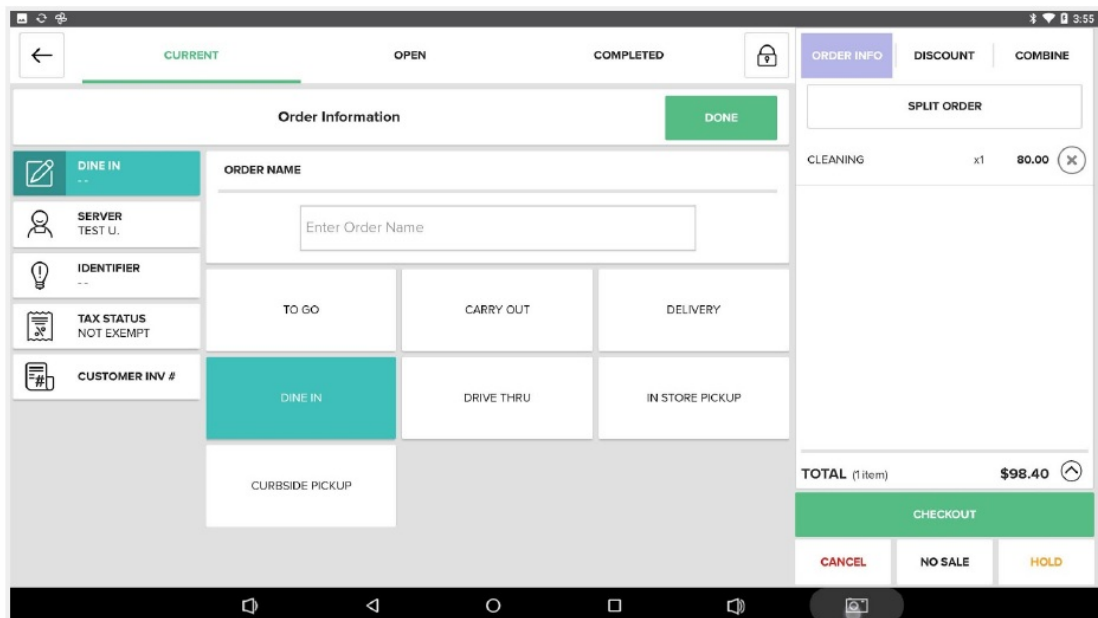 3:55
CURRENT
OPEN
COMPLETED
ORDER INFO
DISCOUNT
COMBINE
Order Information
DONE
SPLIT ORDER
DINE IN
--
SERVER
TEST U.
IDENTIFIER
--
TAX STATUS
NOT EXEMPT
CUSTOMER INV #
ORDER NAME
Enter Order Name
TO GO
CARRY OUT
DELIVERY
DINE IN
DRIVE THRU
IN STORE PICKUP
CURBSIDE PICKUP
CLEANING x1 80.00
TOTAL (1 item) $98.40
CHECKOUT
CANCEL
NO SALE
HOLD